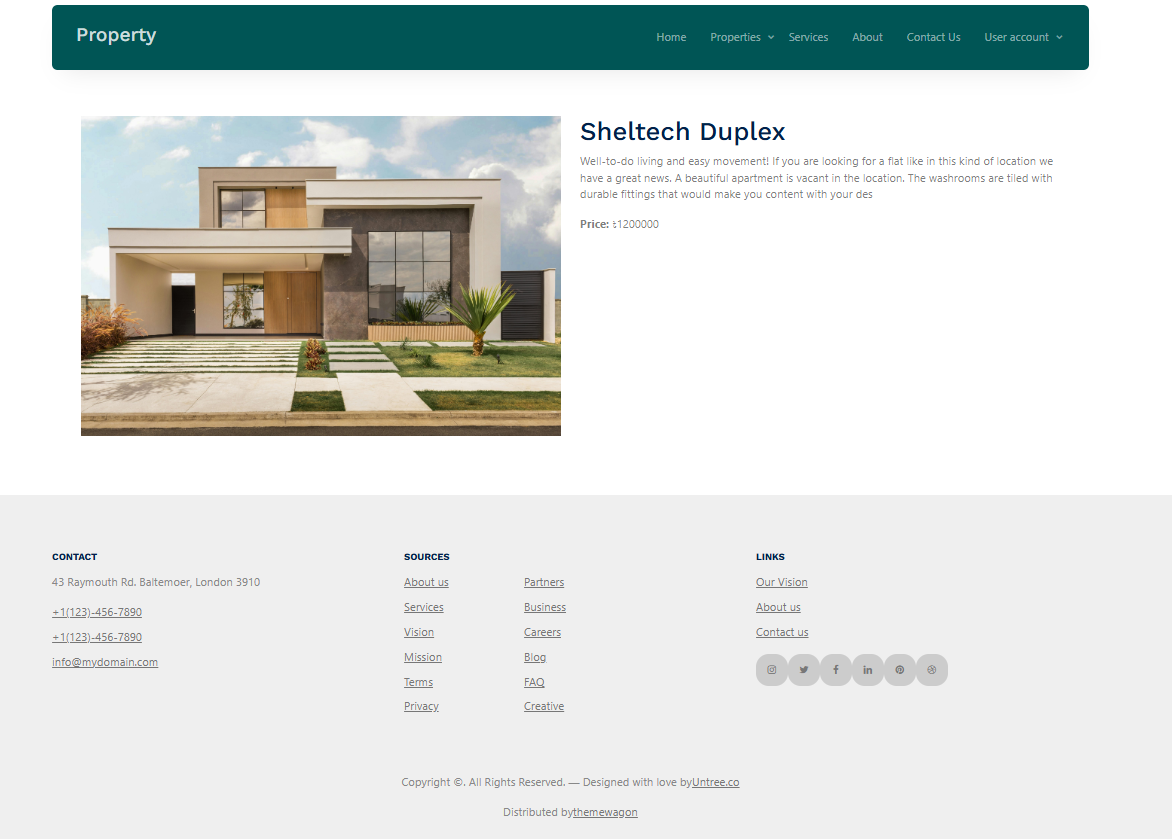 Property
Home Properties Services About Contact Us User account
Sheltech Duplex
Well-to-do living and easy movement! If you are looking for a flat like in this kind of location we
have a great news. A beautiful apartment is vacant in the location. The washrooms are tiled with
durable fittings that would make you content with your des
Price: ৳1200000
CONTACT
43 Raymouth Rd. Baltemoer, London 3910
+1(123)-456-7890
+1(123)-456-7890
info@mydomain.com
SOURCES
About us
Services
Vision
Mission
Terms
Privacy
Partners
Business
Careers
Blog
FAQ
Creative
LINKS
Our Vision
About us
Contact us
Copyright ©. All Rights Reserved. — Designed with love byUntree.co
Distributed bythemewagon